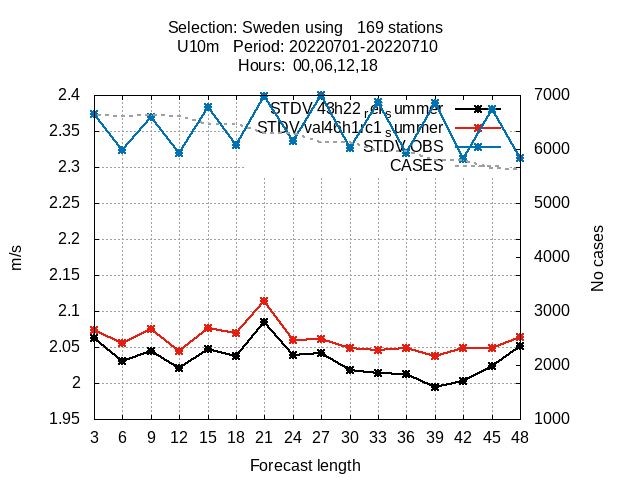 Selection: Sweden using   169 stations
U10m   Period: 20220701-20220710
Hours:  00,06,12,18
2.4
2.35
2.3
2.25
2.2
2.15
2.1
2.05
2
1.95
m/s
7000
6000
5000
4000
3000
2000
1000
No cases
STDV 43h22_ref_summer
STDV val46h1rc1_summer
STDV OBS
CASES
3 6 9 12 15 18 21 24 27 30 33 36 39 42 45 48
Forecast length